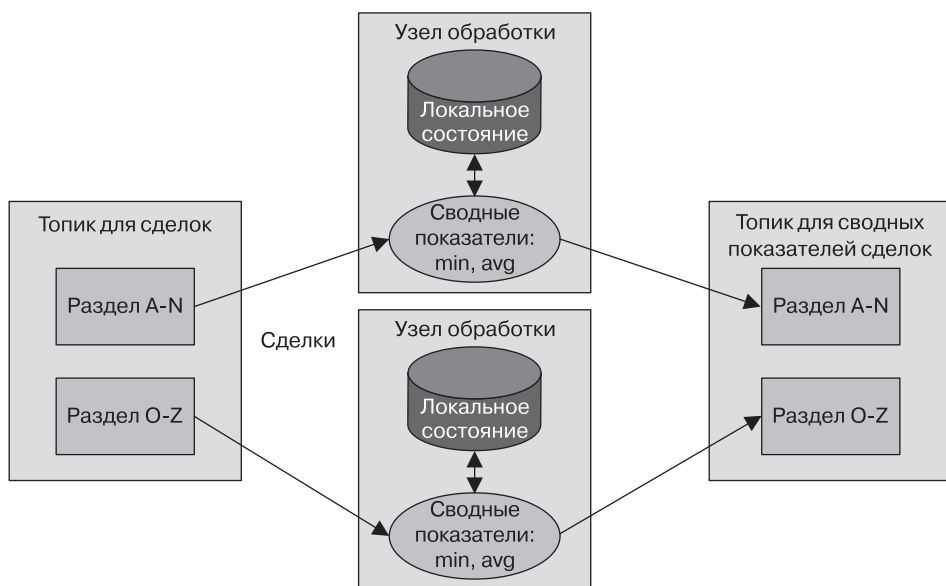 Узел обработки
Локальное
состояние
Сводные
показатели:
min, avg
Топик для сделок
Раздел A-N
Раздел O-Z
Сделки
Топик для сводных
показателей сделок
Раздел A-N
Раздел O-Z
Узел обработки
Локальное
состояние
Сводные
показатели:
min, avg